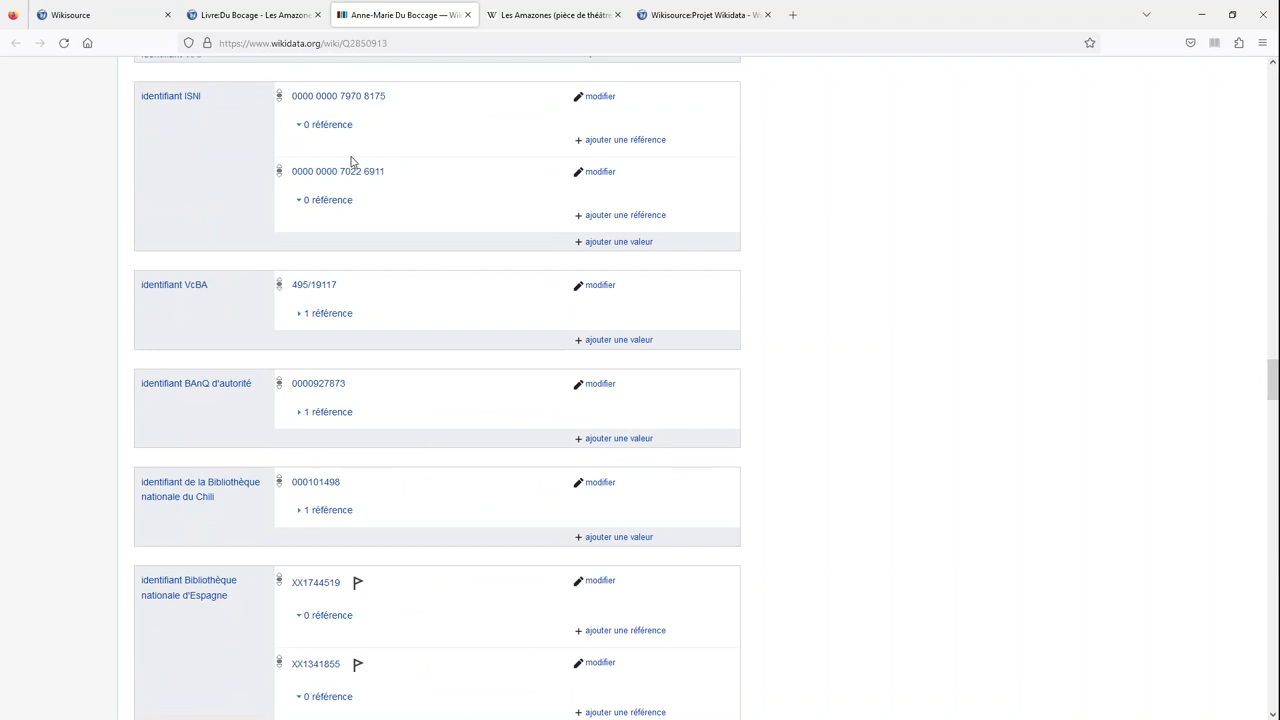 Wikisource
Livre:Du Bocage - Les Amazone
Anne-Marie Du Boccage — Wi
Les Amazones (pièce de théâtre
Wikisource:Projet Wikidata - W
https://www.wikidata.org/wiki/Q2850913
identifiant ISNI
0000 0000 7970 8175
modifier
0 référence
+ ajouter une référence
0000 0000 7022 6911
modifier
0 référence
+ ajouter une référence
+ ajouter une valeur
identifiant VcBA
495/19117
modifier
1 référence
+ ajouter une valeur
identifiant BAnQ d'autorité
0000927873
modifier
1 référence
+ ajouter une valeur
identifiant de la Bibliothèque
nationale du Chili
000101498
modifier
1 référence
+ ajouter une valeur
identifiant Bibliothèque
nationale d'Espagne
XX1744519
modifier
0 référence
+ ajouter une référence
XX1341855
modifier
0 référence
+ ajouter une référence